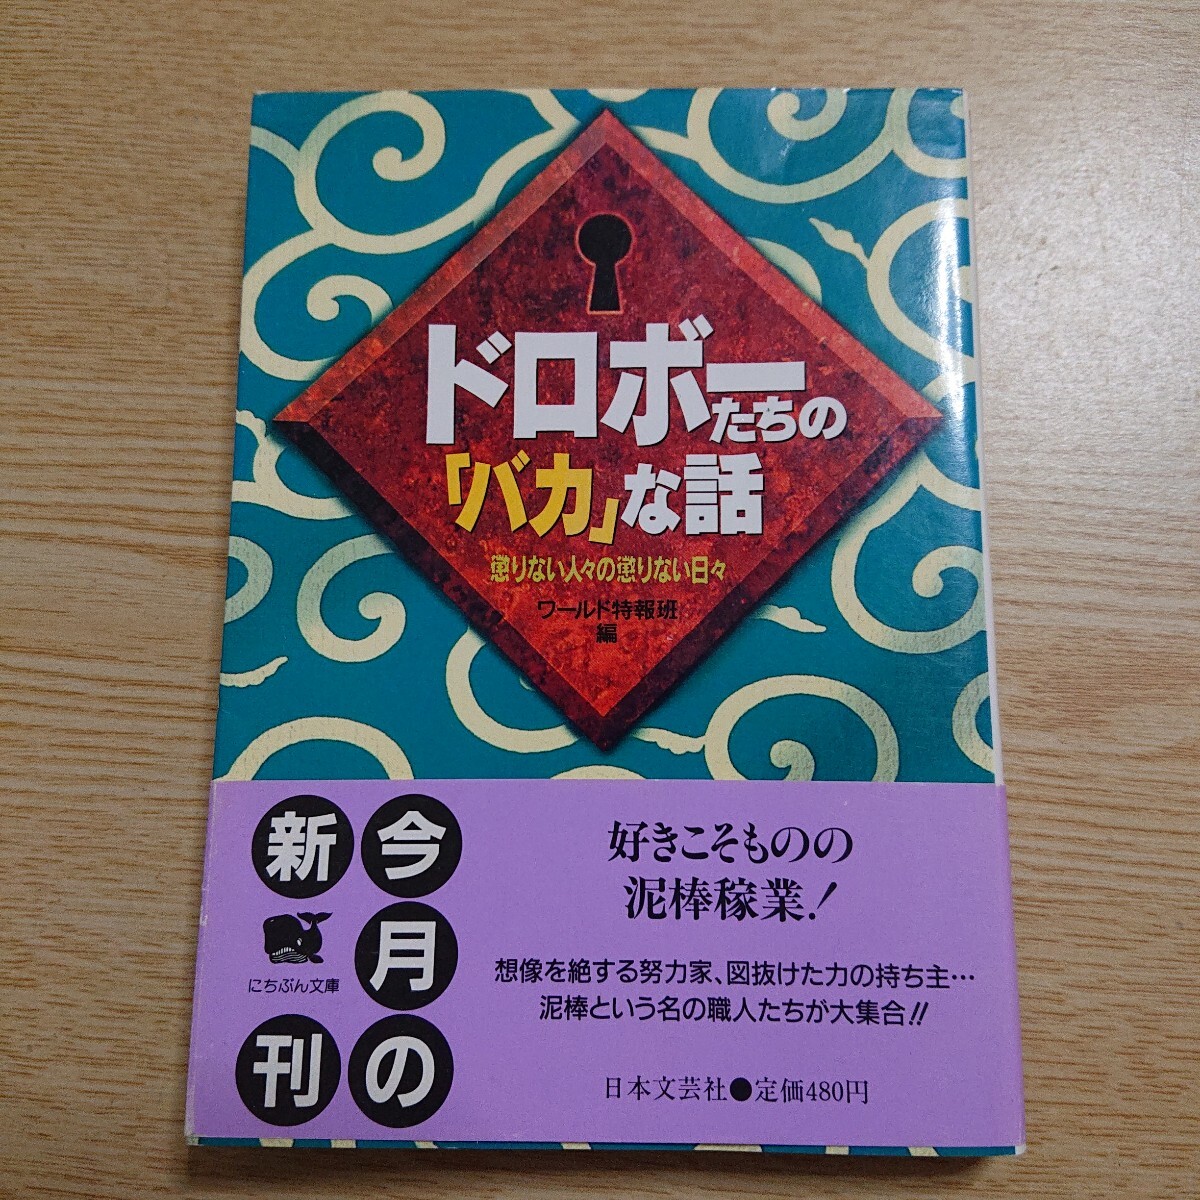 ドロボーたちの
「バカ」な話
懲りない人々の懲りない日々
ワールド特報班
編
今月の
新刊
にちぶん文庫
好きこそものの
泥棒稼業!
想像を絶する努力家、図抜けた力の持ち主…
泥棒という名の職人たちが大集合!!
日本文芸社●定価480円